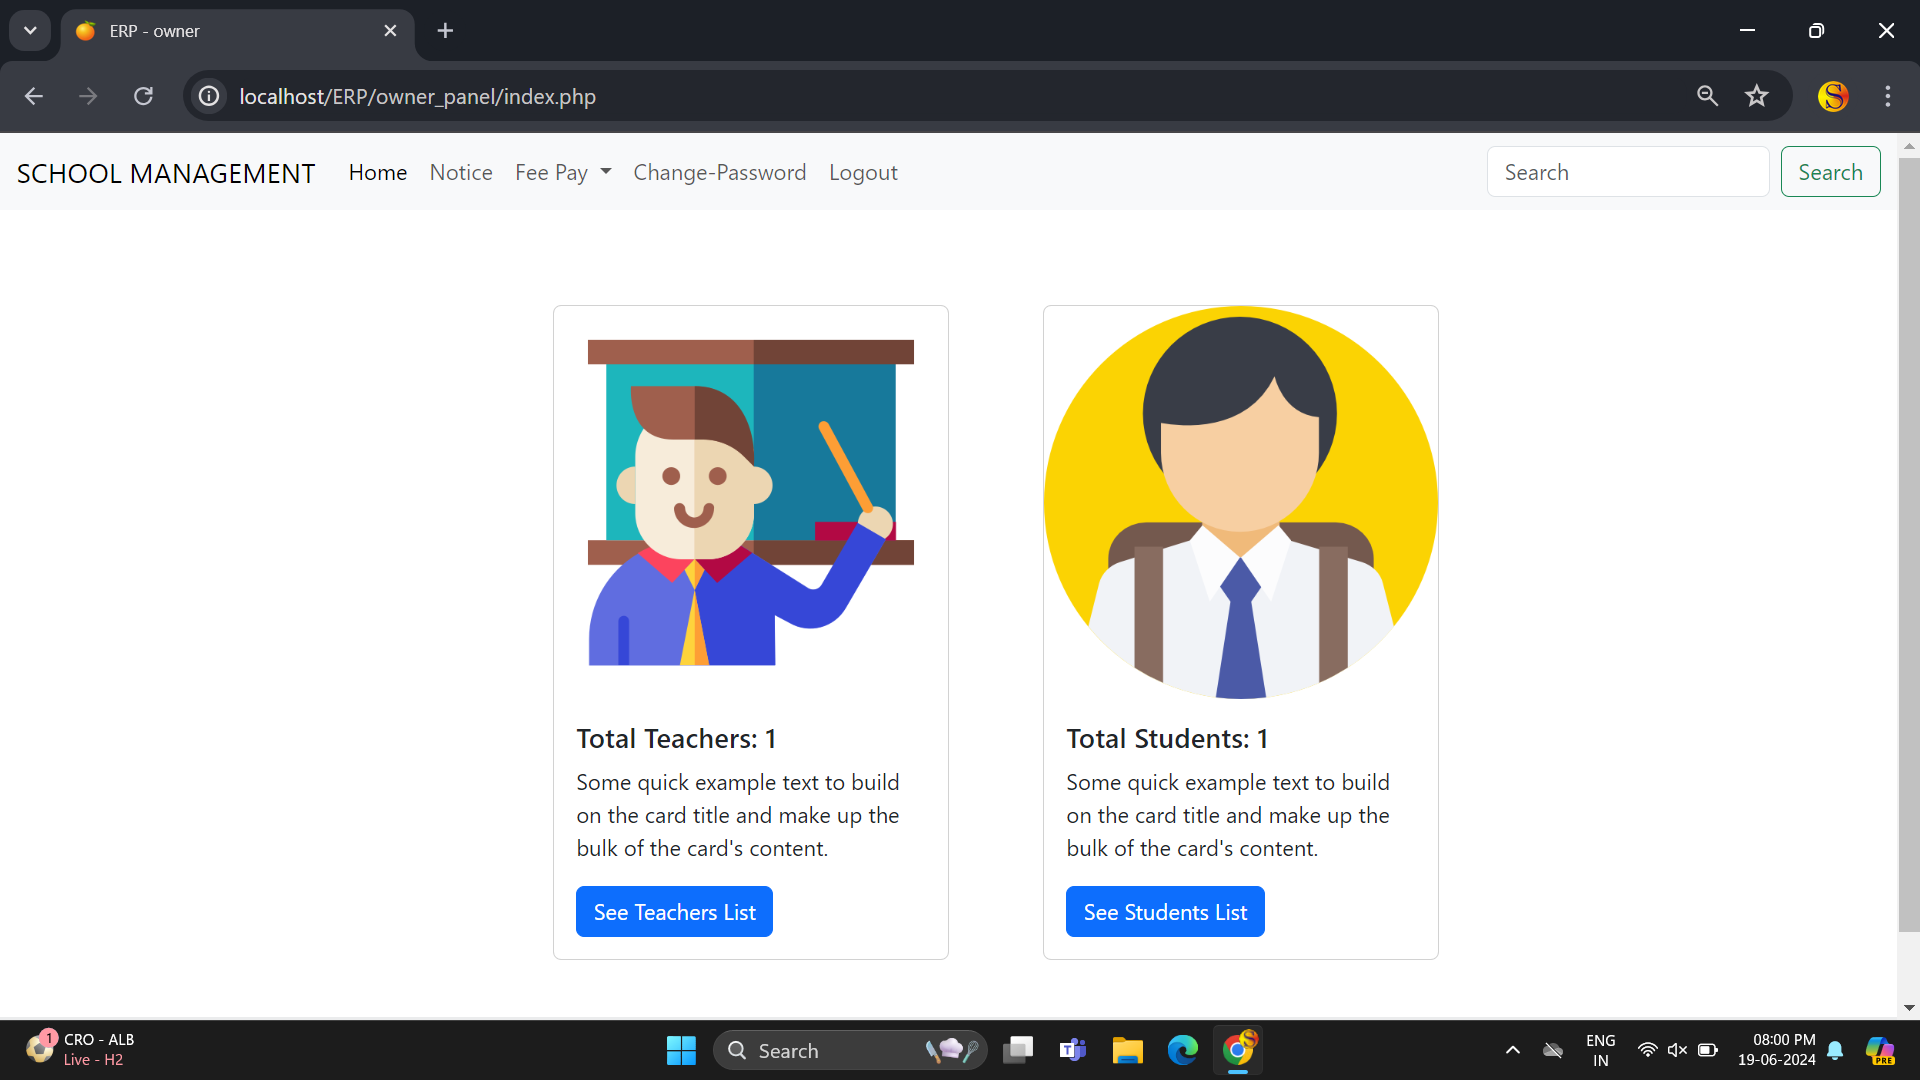 ERP - owner
localhost/ERP/owner_panel/index.php
SCHOOL MANAGEMENT Home Notice Fee Pay Change-Password Logout Search Search
Total Teachers: 1
Some quick example text to build
on the card title and make up the
bulk of the card's content.
See Teachers List
Total Students: 1
Some quick example text to build
on the card title and make up the
bulk of the card's content.
See Students List
1
CRO - ALB
Live - H2
Search
ENG
IN
08:00 PM
19-06-2024
PRE